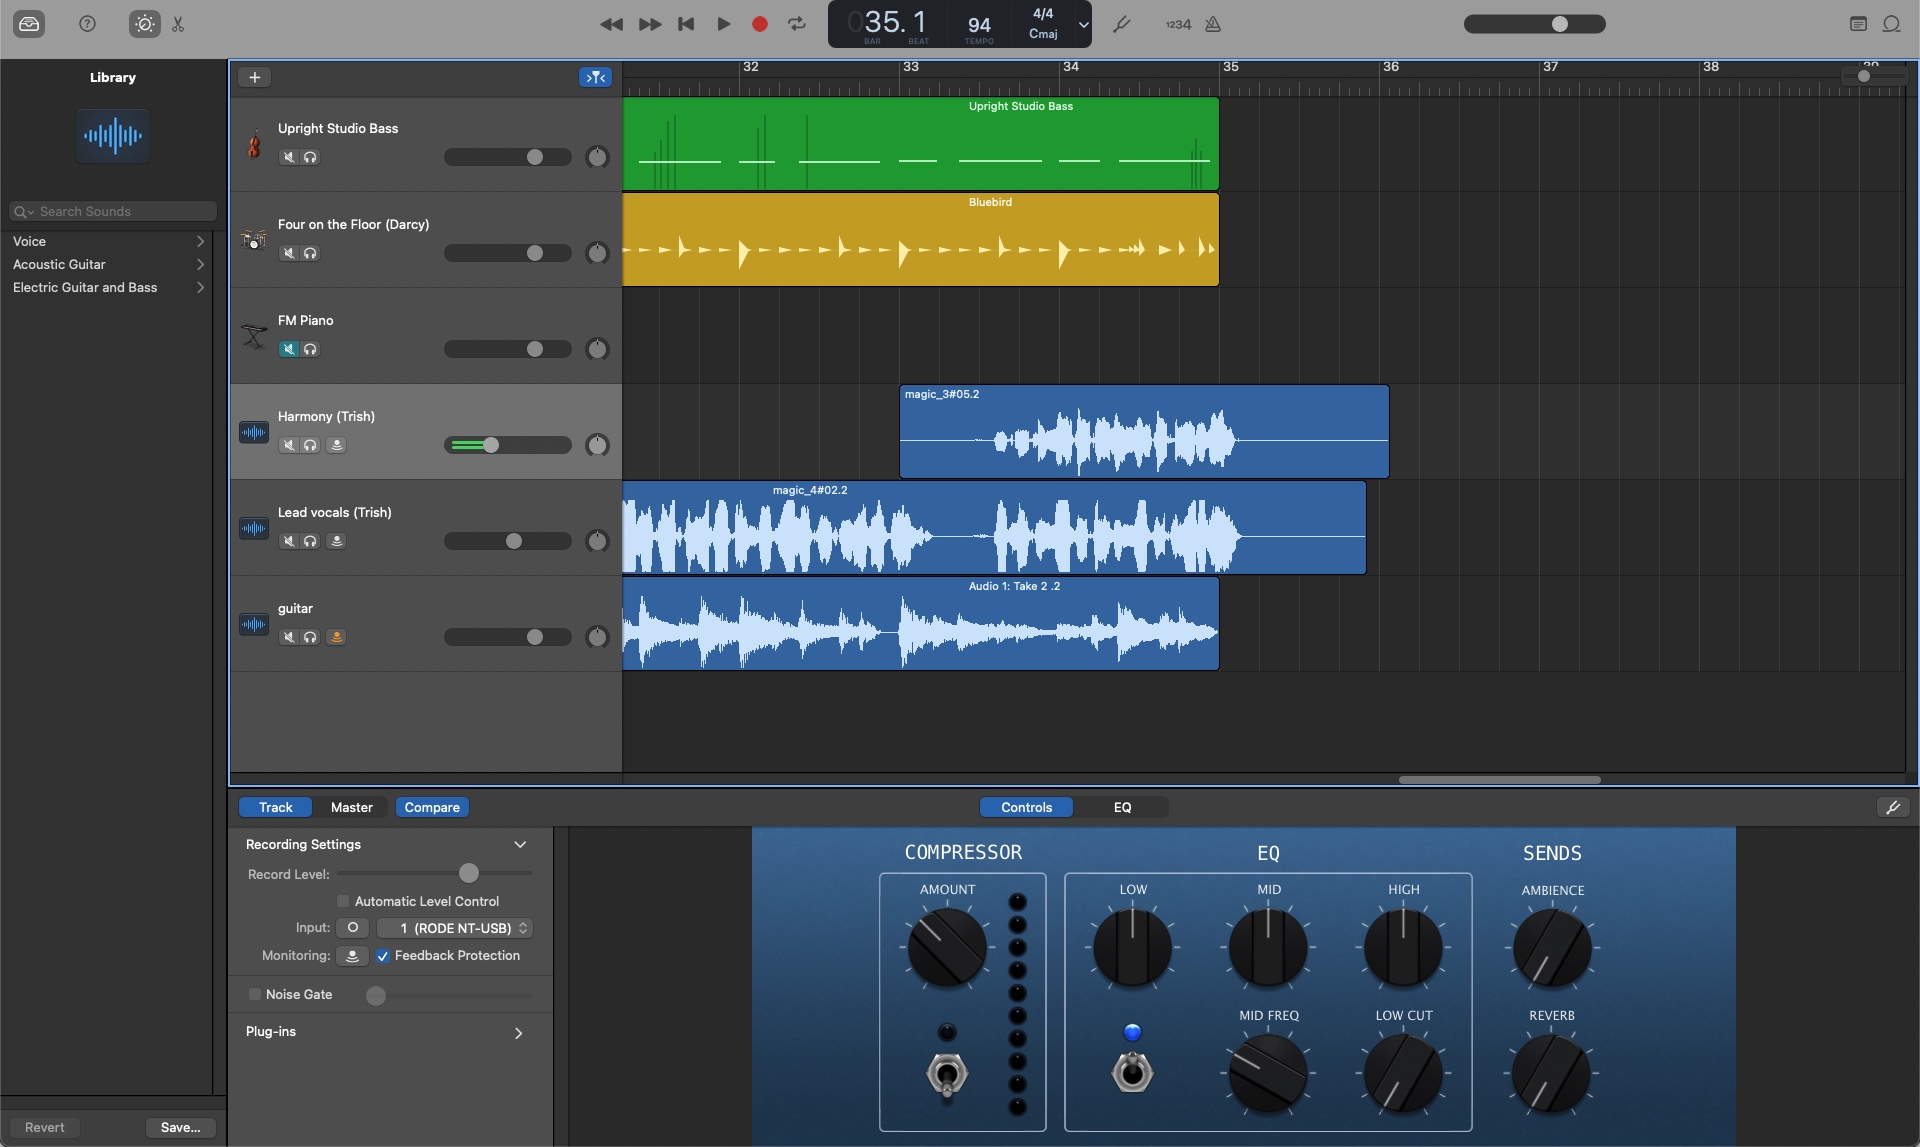 035. 1
BAR
BEAT
94
TEMPO
4/4
Cmaj
1234
Library
Search Sounds
Voice
Acoustic Guitar
Electric Guitar and Bass
Revert
Save...
32
33
34
35
36
37
38
39
Upright Studio Bass
Upright Studio Bass
Four on the Floor (Darcy)
Bluebird
FM Piano
Harmony (Trish)
magic_3#05.2
Lead vocals (Trish)
magic_4#02.2
guitar
Audio 1: Take 2 .2
Track
Master
Compare
Controls
EQ
Recording Settings
Record Level:
Automatic Level Control
Input:
1 (RODE NT-USB)
Monitoring:
Feedback Protection
Noise Gate
Plug-ins
COMPRESSOR
AMOUNT
EQ
LOW
MID
HIGH
MID FREQ
LOW CUT
SENDS
AMBIENCE
REVERB